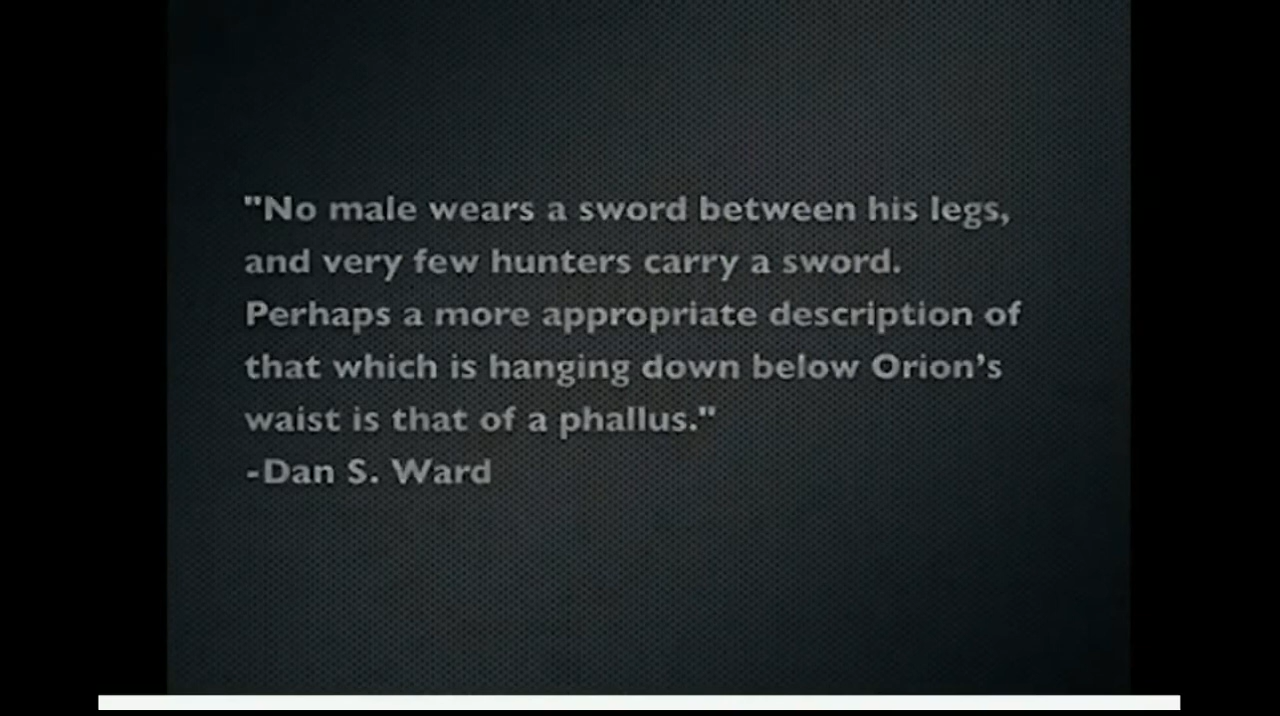 "No male wears a sword between his legs,
and very few hunters carry a sword.
Perhaps a more appropriate description of
that which is hanging down below Orion’s
waist is that of a phallus."
-Dan S. Ward